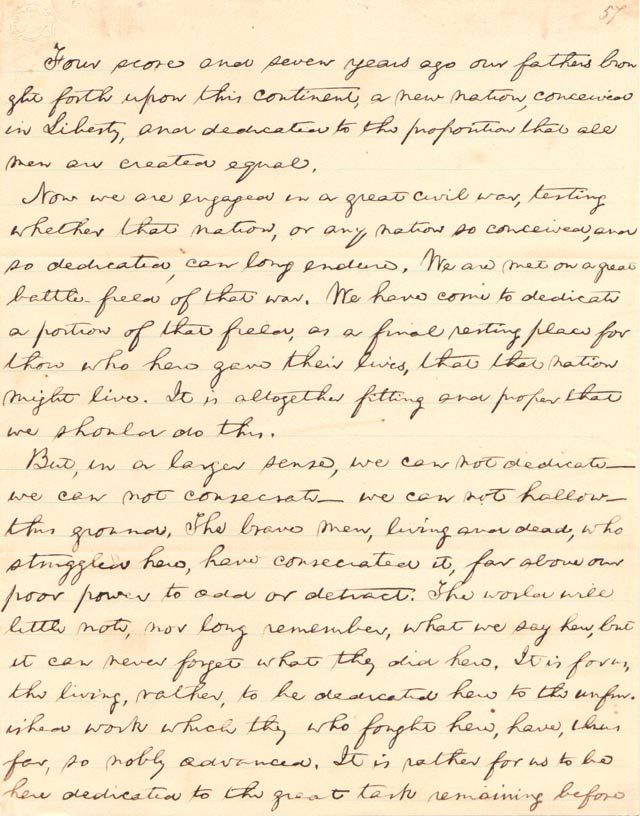 57
Four score and seven years ago our fathers brou
ght forth upon this continent, a new nation, conceived
in Liberty, and dedicated to the proposition that all
men are created equal.
Now we are engaged in a great civil war, testing
whether that nation, or any nation so conceived, and
so dedicated, can long endure. We are met on a great
battle-field of that war. We have come to dedicate
a portion of that field, as a final resting place for
those who here gave their lives, that that nation
might live. It is altogether fitting and proper that
we should do this.
But, in a larger sense, we can not dedicate—
we can not consecrate— we can not hallow—
this ground. The brave men, living and dead, who
struggled here, have consecrated it, far above our
poor power to add or detract. The world will
little note, nor long remember, what we say here, but
it can never forget what they did here. It is for us,
the living, rather, to be dedicated here to the unfin-
ished work which they who fought here, have, thus
far, so nobly advanced. It is rather for us to be
here dedicated to the great task remaining before